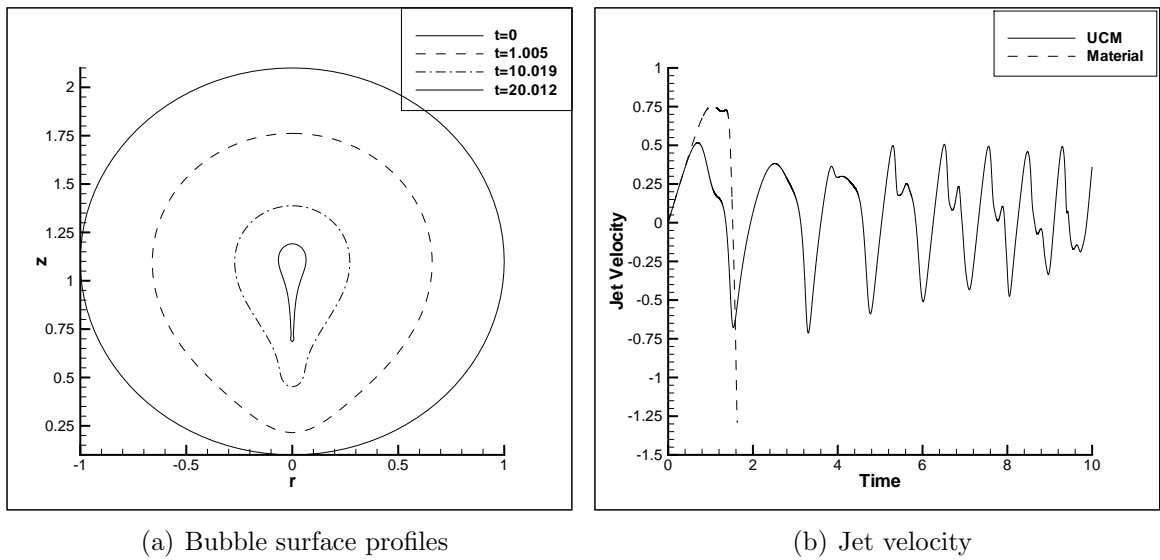 t=0
t=1.005
t=10.019
t=20.012
2
1.75
1.5
1.25
1
0.75
0.5
0.25
z
-1 -0.5 0 0.5 1
r
(a) Bubble surface profiles
UCM
Material
1
0.75
0.5
0.25
0
-0.25
-0.5
-0.75
-1
-1.25
-1.5
Jet Velocity
0 2 4 6 8 10
Time
(b) Jet velocity